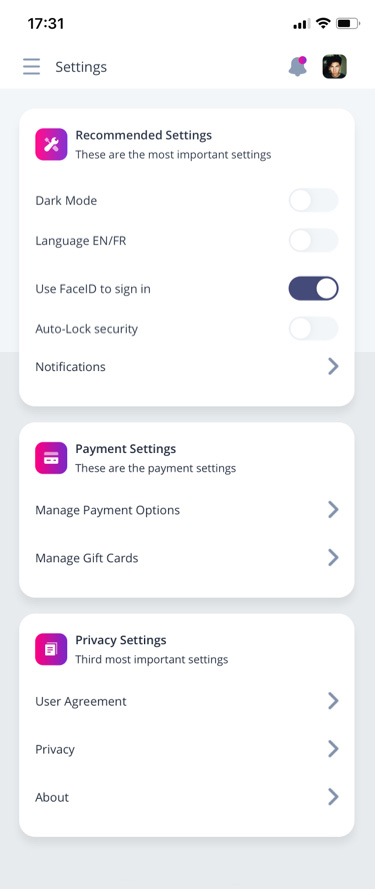 17:31
Settings
Recommended Settings
These are the most important settings
Dark Mode
Language EN/FR
Use FaceID to sign in
Auto-Lock security
Notifications
Payment Settings
These are the payment settings
Manage Payment Options
Manage Gift Cards
Privacy Settings
Third most important settings
User Agreement
Privacy
About